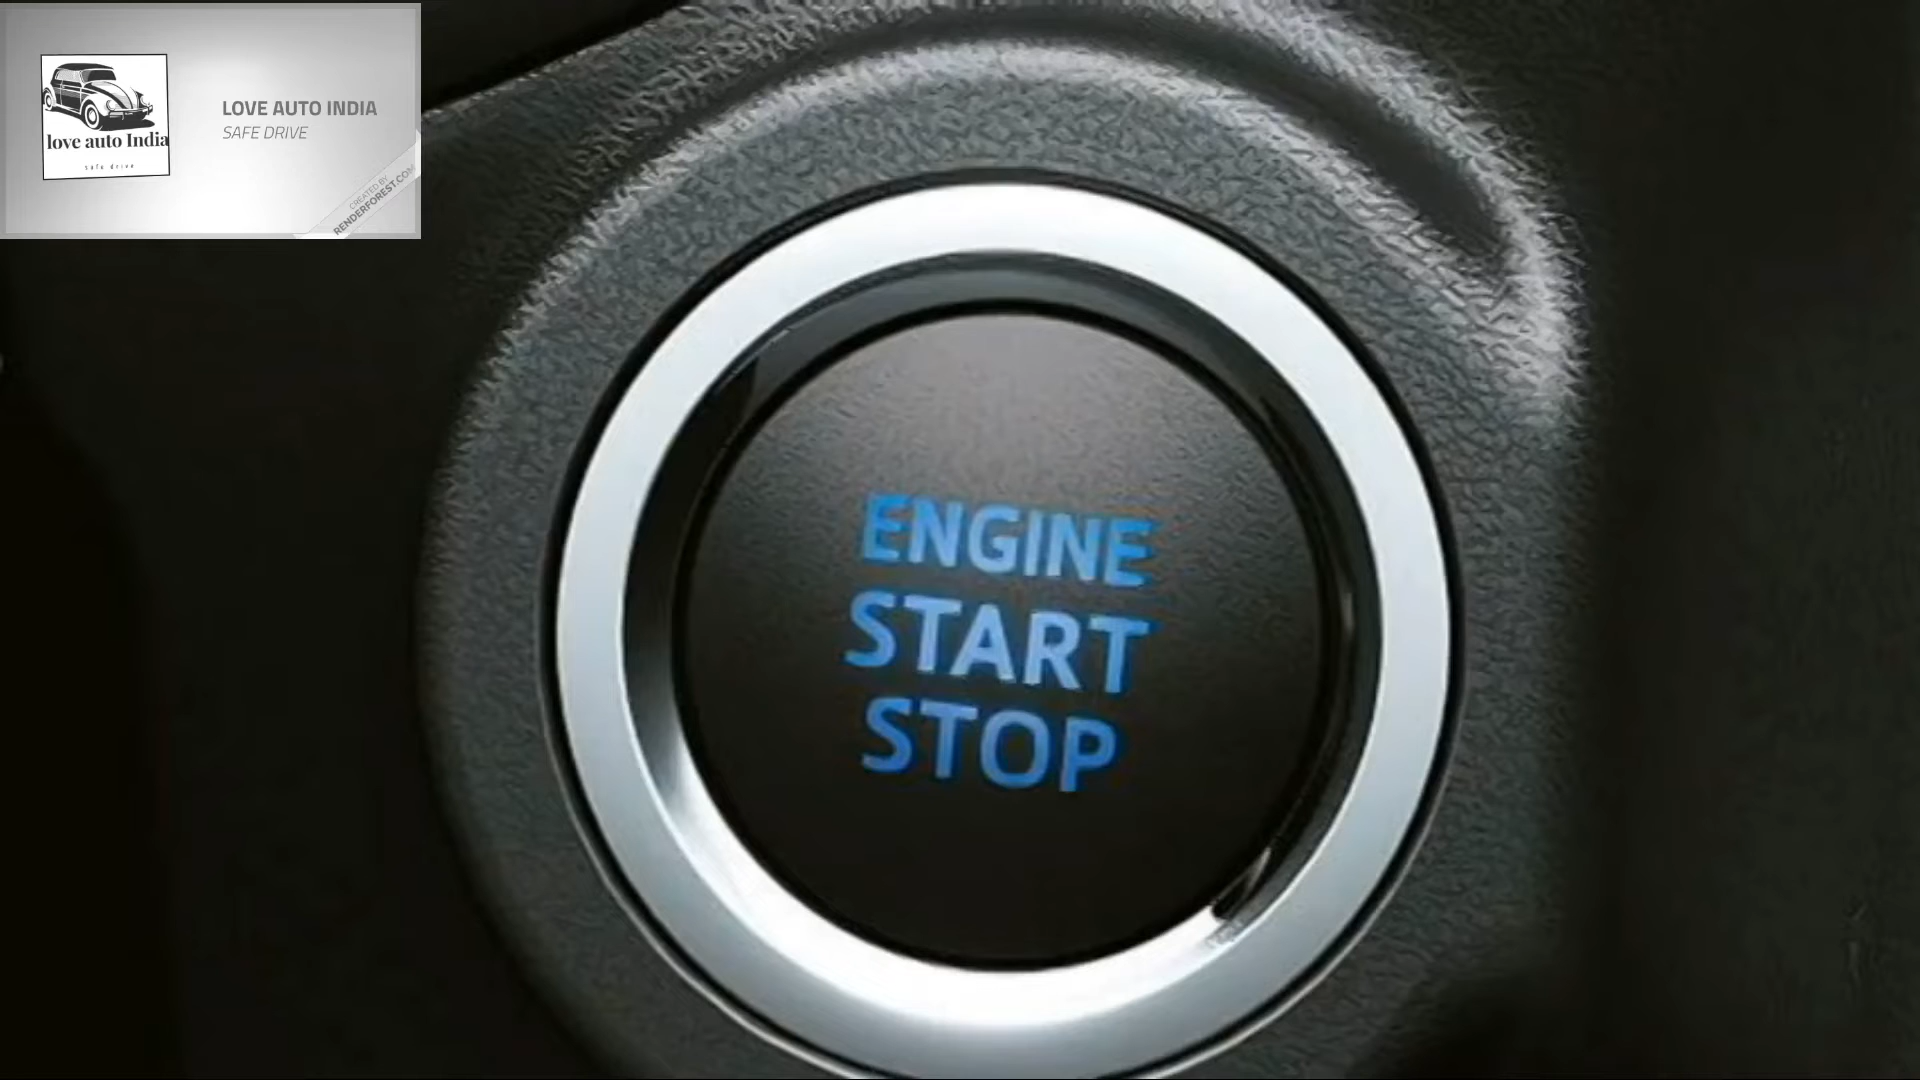 love auto India
safe drive
LOVE AUTO INDIA
SAFE DRIVE
CREATED BY
RENDERFOREST.COM
ENGINE
START
STOP